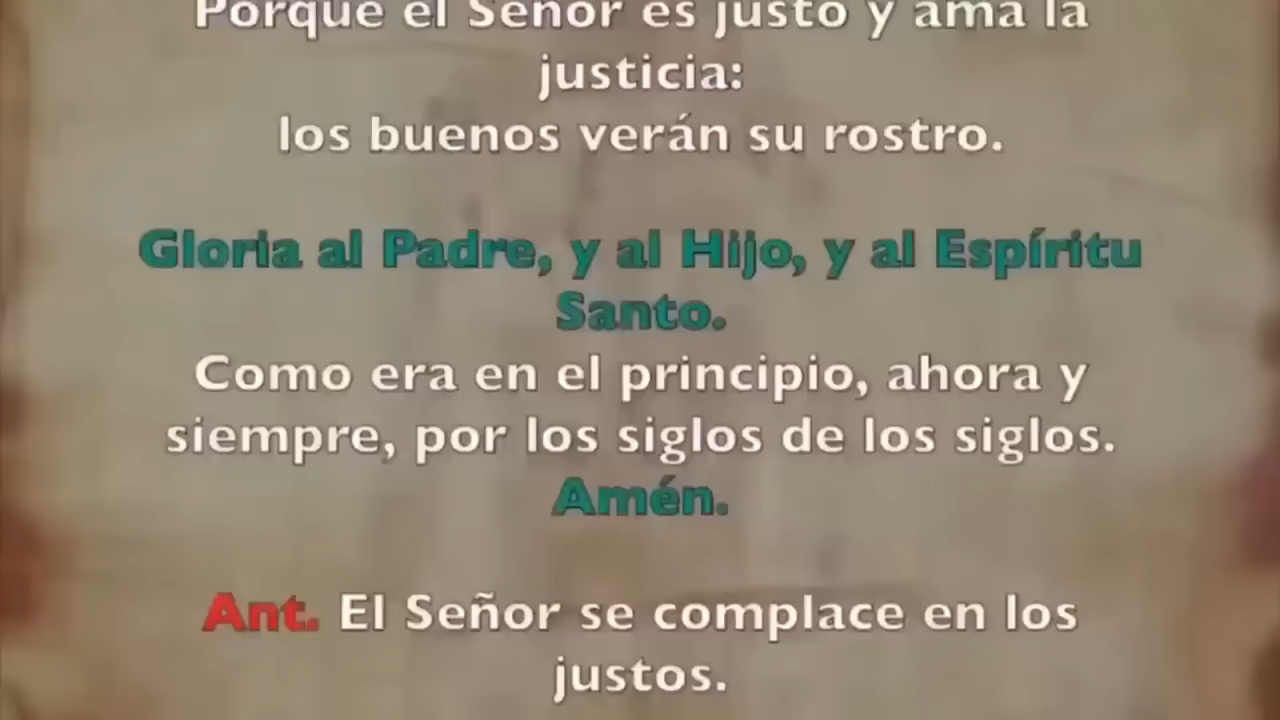 Porque el Señor es justo y ama la
justicia:
los buenos verán su rostro.
Gloria al Padre, y al Hijo, y al Espíritu
Santo.
Como era en el principio, ahora y
siempre, por los siglos de los siglos.
Amén.
Ant. El Señor se complace en los
justos.